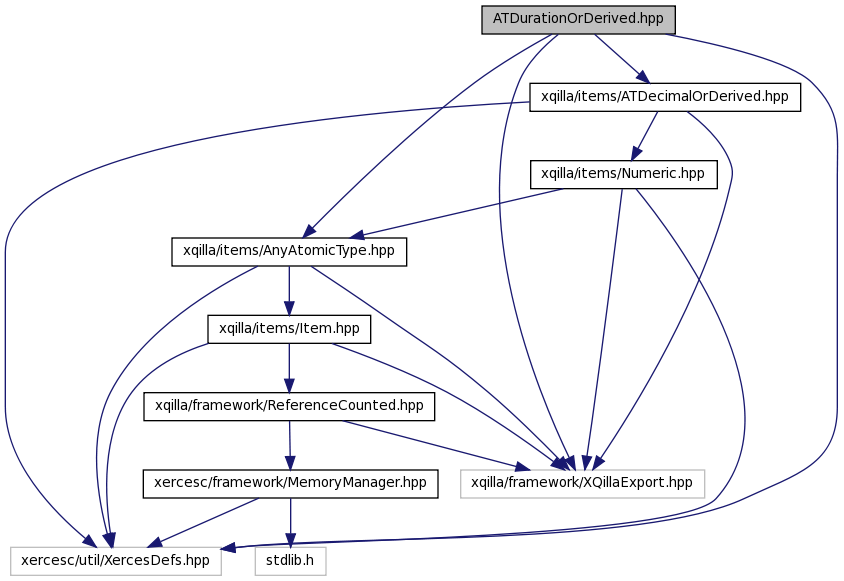 ATDurationOrDerived.hpp
xqilla/items/ATDecimalOrDerived.hpp
xqilla/items/Numeric.hpp
xqilla/items/AnyAtomicType.hpp
xqilla/items/Item.hpp
xqilla/framework/ReferenceCounted.hpp
xercesc/framework/MemoryManager.hpp
xqilla/framework/XQillaExport.hpp
xercesc/util/XercesDefs.hpp
stdlib.h